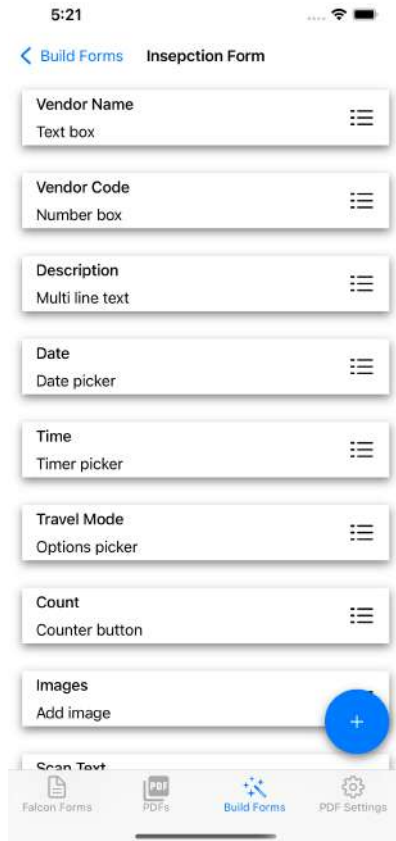 5:21
Build Forms Insepction Form
Vendor Name
Text box
Vendor Code
Number box
Description
Multi line text
Date
Date picker
Time
Timer picker
Travel Mode
Options picker
Count
Counter button
Images
Add image
+
Scan Text
PDF
Falcon Forms PDFs Build Forms PDF Settings